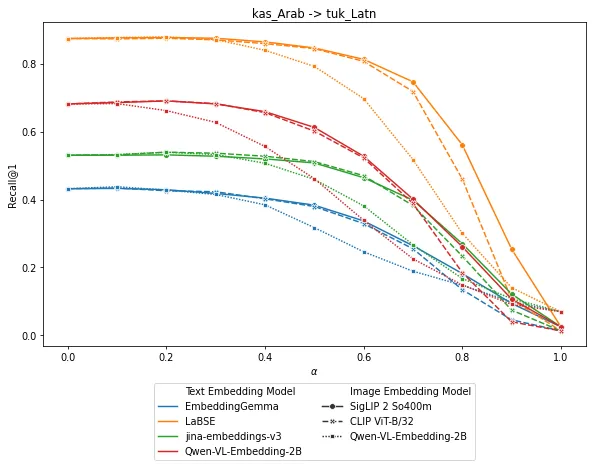 kas_Arab -> tuk_Latn
Recall@1
0.8
0.6
0.4
0.2
0.0
0.0 0.2 0.4 0.6 0.8 1.0
α
Text Embedding Model Image Embedding Model
EmbeddingGemma SigLIP 2 So400m
LaBSE CLIP ViT-B/32
jina-embeddings-v3 Qwen-VL-Embedding-2B
Qwen-VL-Embedding-2B